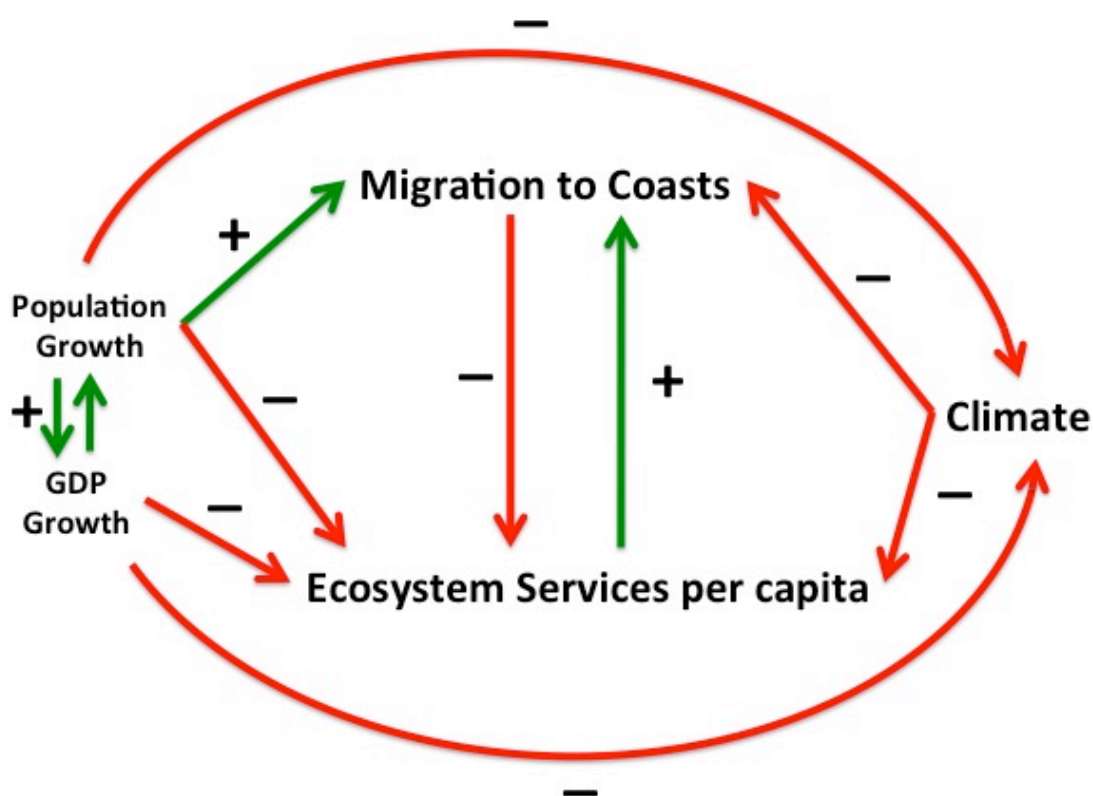 −
Migration to Coasts
+
−
Population
Growth
−
−
+
+
Climate
GDP
Growth
−
−
Ecosystem Services per capita
−